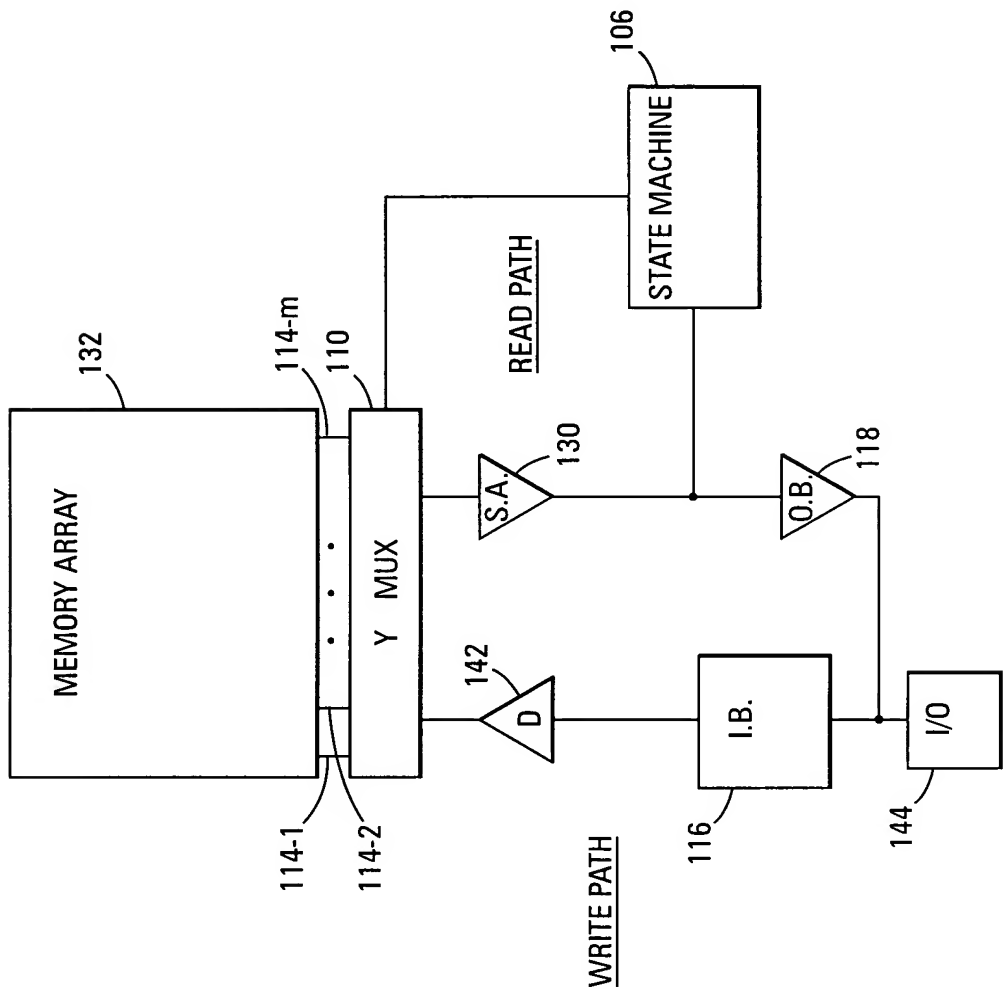 132
MEMORY ARRAY
114-1
114-2
• • •
114-m
110
Y MUX
142
D
S.A.
130
READ PATH
106
STATE MACHINE
WRITE PATH
116
I.B.
O.B.
118
144
I/O